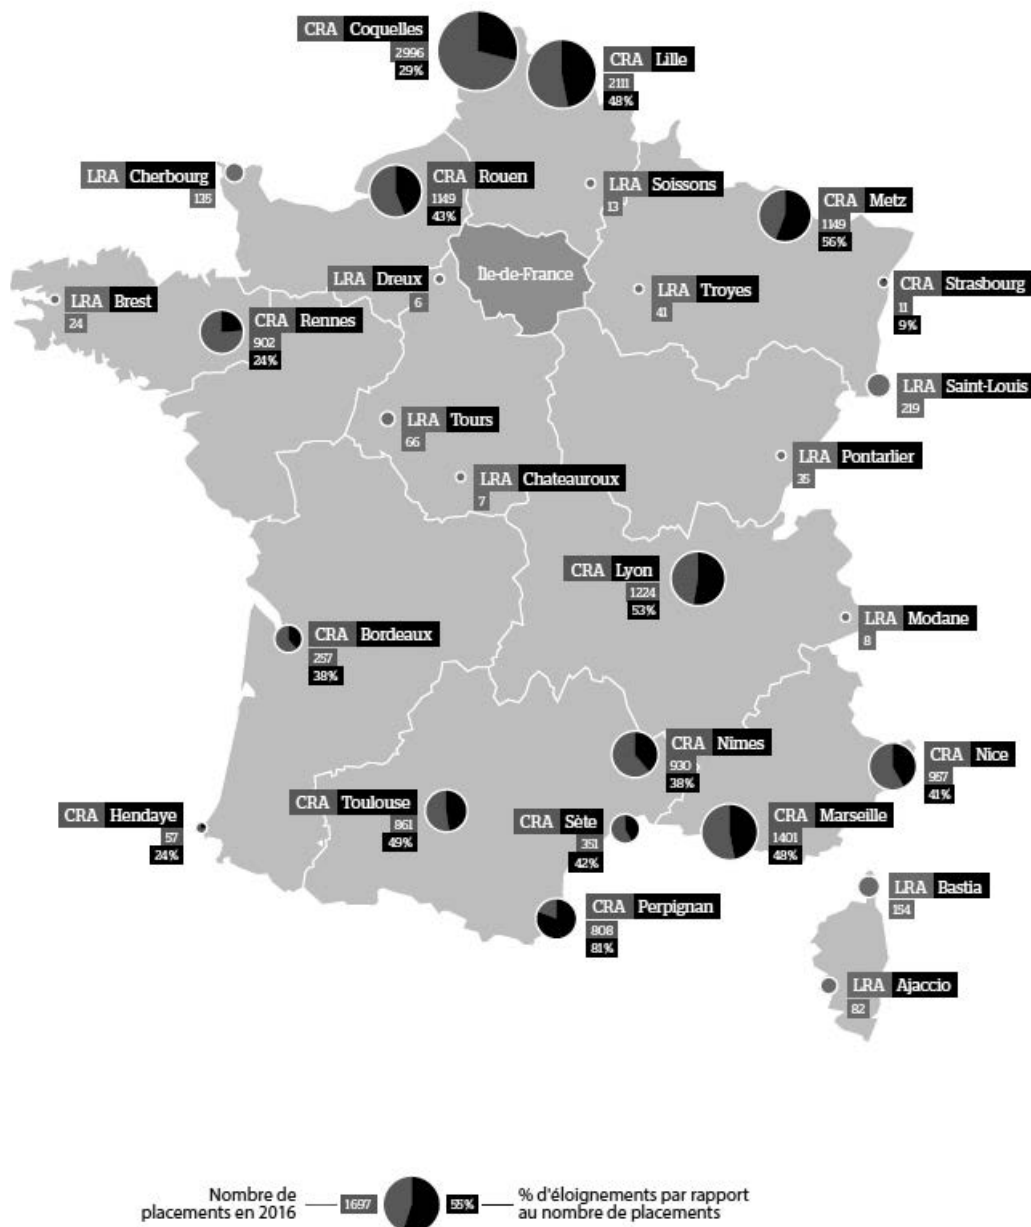 CRA Coquelles
2996
29%
CRA Lille
2111
48%
LRA Cherbourg
135
CRA Rouen
1149
43%
LRA Soissons
13
CRA Metz
1149
56%
Île-de-France
LRA Dreux
6
LRA Troyes
41
CRA Strasbourg
11
9%
LRA Brest
24
CRA Rennes
902
24%
LRA Saint-Louis
219
LRA Tours
66
LRA Pontarlier
35
LRA Chateauroux
7
CRA Lyon
1224
53%
LRA Modane
8
CRA Bordeaux
257
38%
CRA Nîmes
930
38%
CRA Nice
967
41%
CRA Toulouse
861
49%
CRA Hendaye
57
24%
CRA Sète
351
42%
CRA Marseille
1401
48%
LRA Bastia
154
CRA Perpignan
808
81%
LRA Ajaccio
82
Nombre de
placements en 2016
1697
55%
% d'éloignements par rapport
au nombre de placements